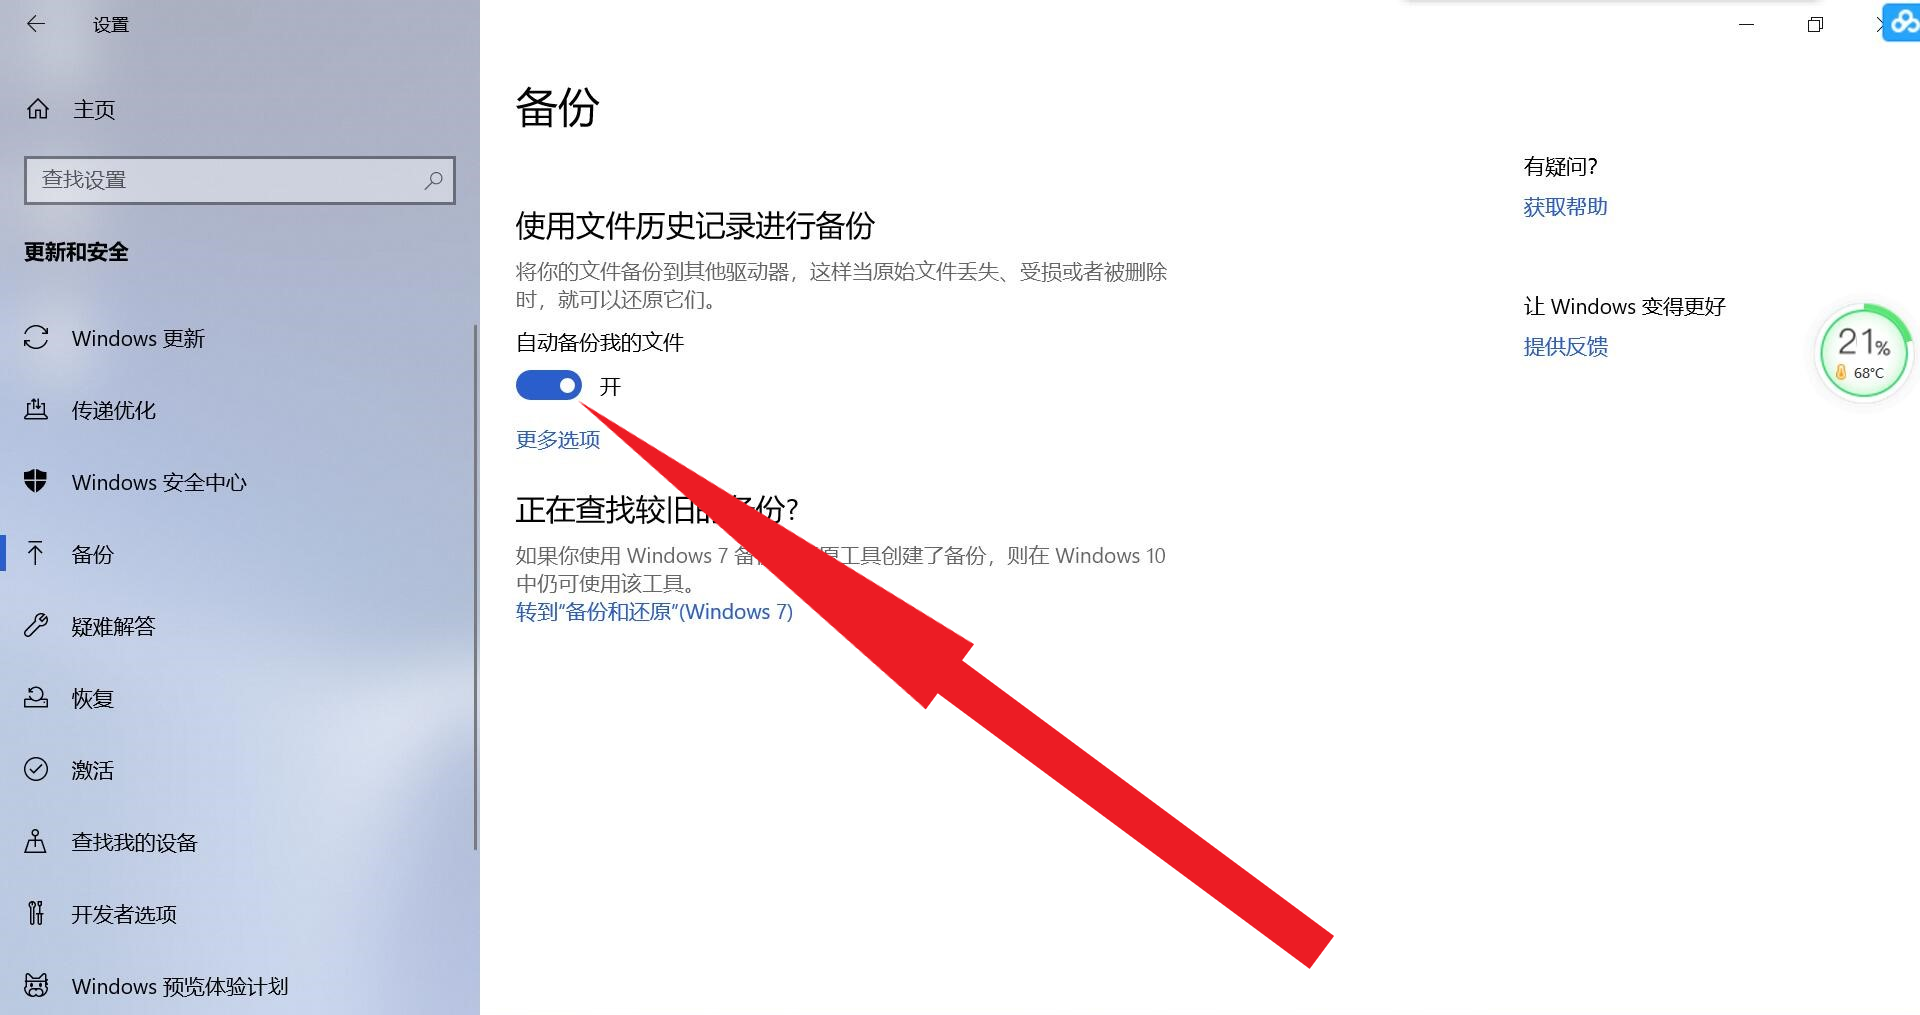 设置
主页
查找设置
更新和安全
Windows 更新
传递优化
Windows 安全中心
备份
疑难解答
恢复
激活
查找我的设备
开发者选项
Windows 预览体验计划
备份
使用文件历史记录进行备份
将你的文件备份到其他驱动器，这样当原始文件丢失、受损或者被删除
时，就可以还原它们。
自动备份我的文件
开
更多选项
正在查找较旧的备份?
如果你使用 Windows 7 备 原工具创建了备份，则在 Windows 10
中仍可使用该工具。
转到“备份和还原”(Windows 7)
有疑问?
获取帮助
让 Windows 变得更好
提供反馈
21%
68°C